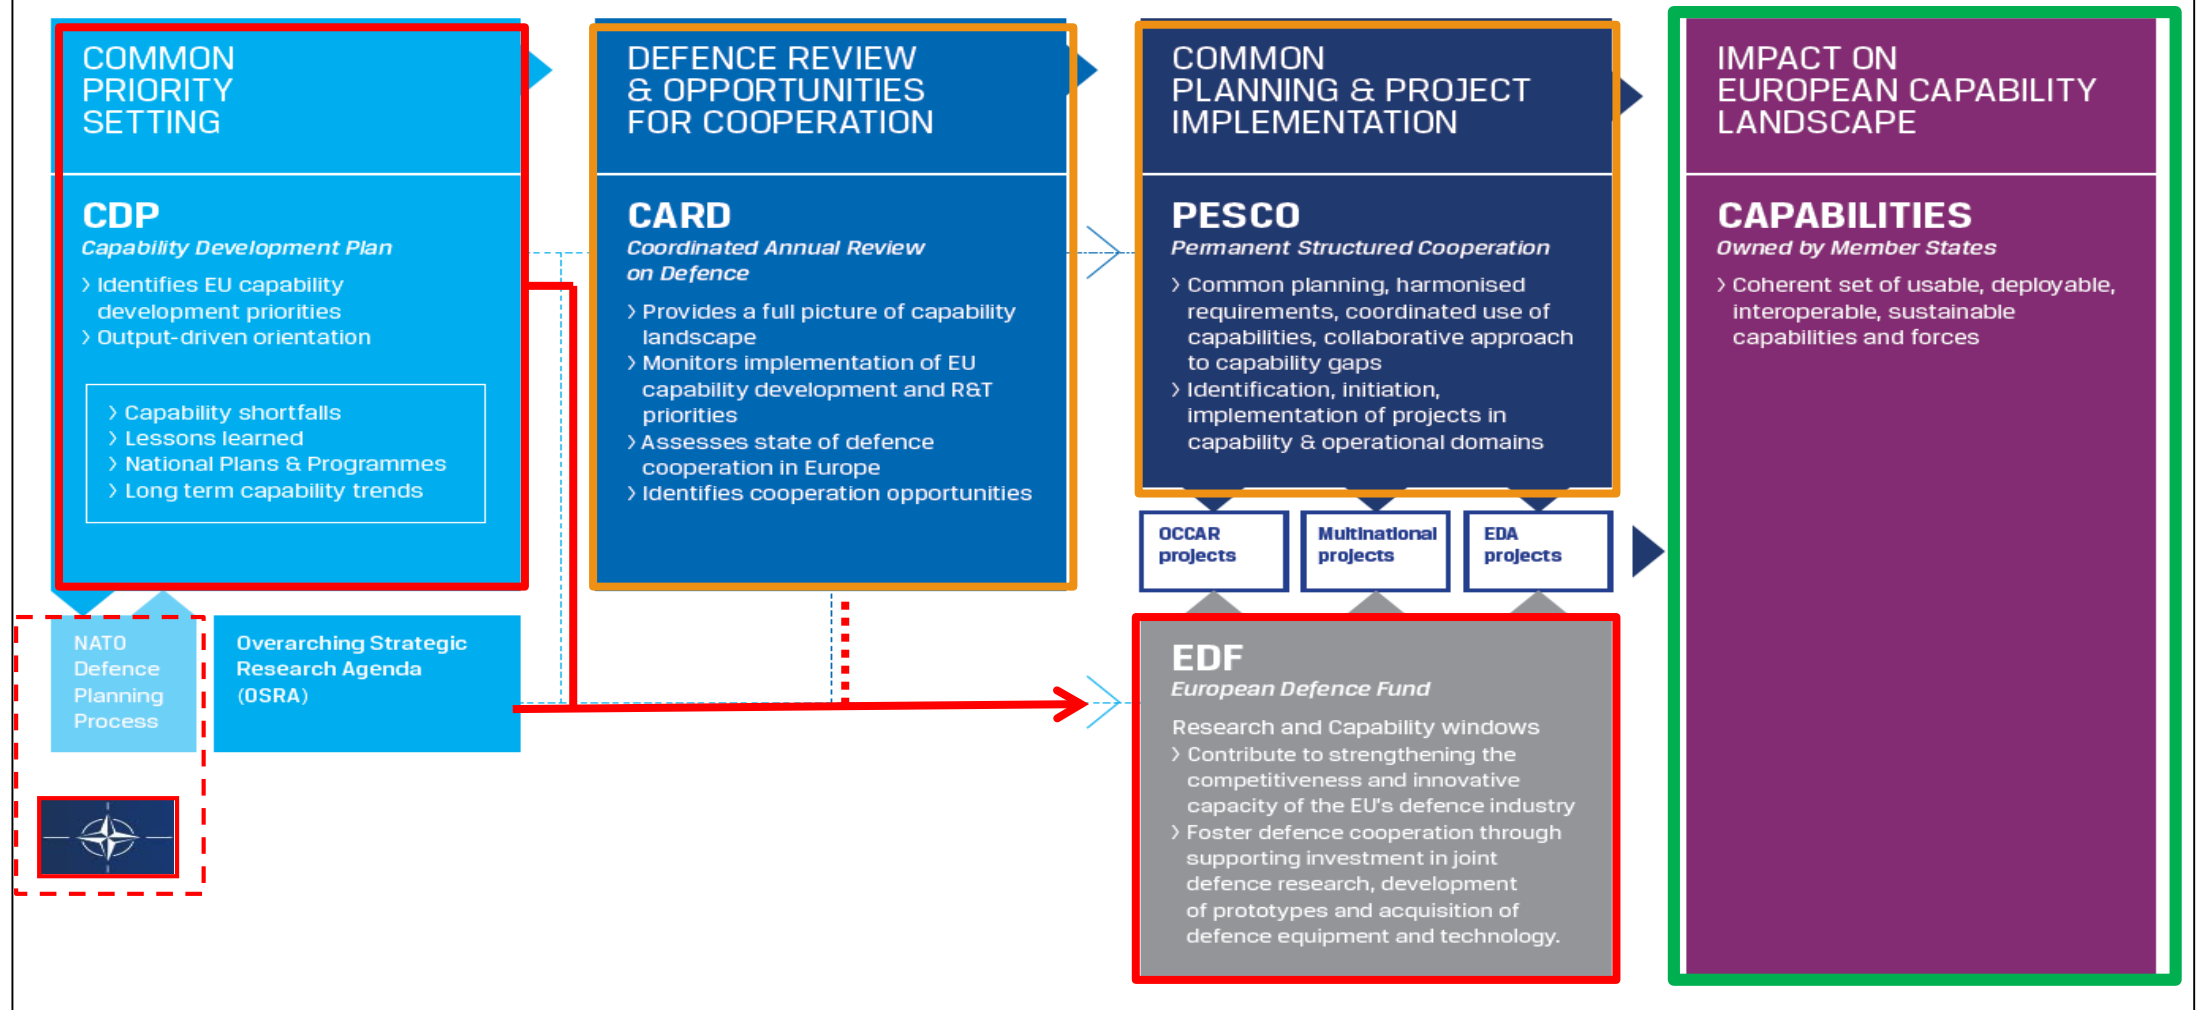 COMMON
PRIORITY
SETTING
CDP
Capability Development Plan
> Identifies EU capability
development priorities
> Output-driven orientation
> Capability shortfalls
> Lessons learned
> National Plans & Programmes
> Long term capability trends
NATO
Defence
Planning
Process
Overarching Strategic
Research Agenda
(OSRA)
DEFENCE REVIEW
& OPPORTUNITIES
FOR COOPERATION
CARD
Coordinated Annual Review
on Defence
> Provides a full picture of capability
landscape
> Monitors implementation of EU
capability development and R&T
priorities
> Assesses state of defence
cooperation in Europe
> Identifies cooperation opportunities
COMMON
PLANNING & PROJECT
IMPLEMENTATION
PESCO
Permanent Structured Cooperation
> Common planning, harmonised
requirements, coordinated use of
capabilities, collaborative approach
to capability gaps
> Identification, initiation,
implementation of projects in
capability & operational domains
OCCAR
projects
Multinational
projects
EDA
projects
EDF
European Defence Fund
Research and Capability windows
> Contribute to strengthening the
competitiveness and innovative
capacity of the EU's defence industry
> Foster defence cooperation through
supporting investment in joint
defence research, development
of prototypes and acquisition of
defence equipment and technology.
IMPACT ON
EUROPEAN CAPABILITY
LANDSCAPE
CAPABILITIES
Owned by Member States
> Coherent set of usable, deployable,
interoperable, sustainable
capabilities and forces